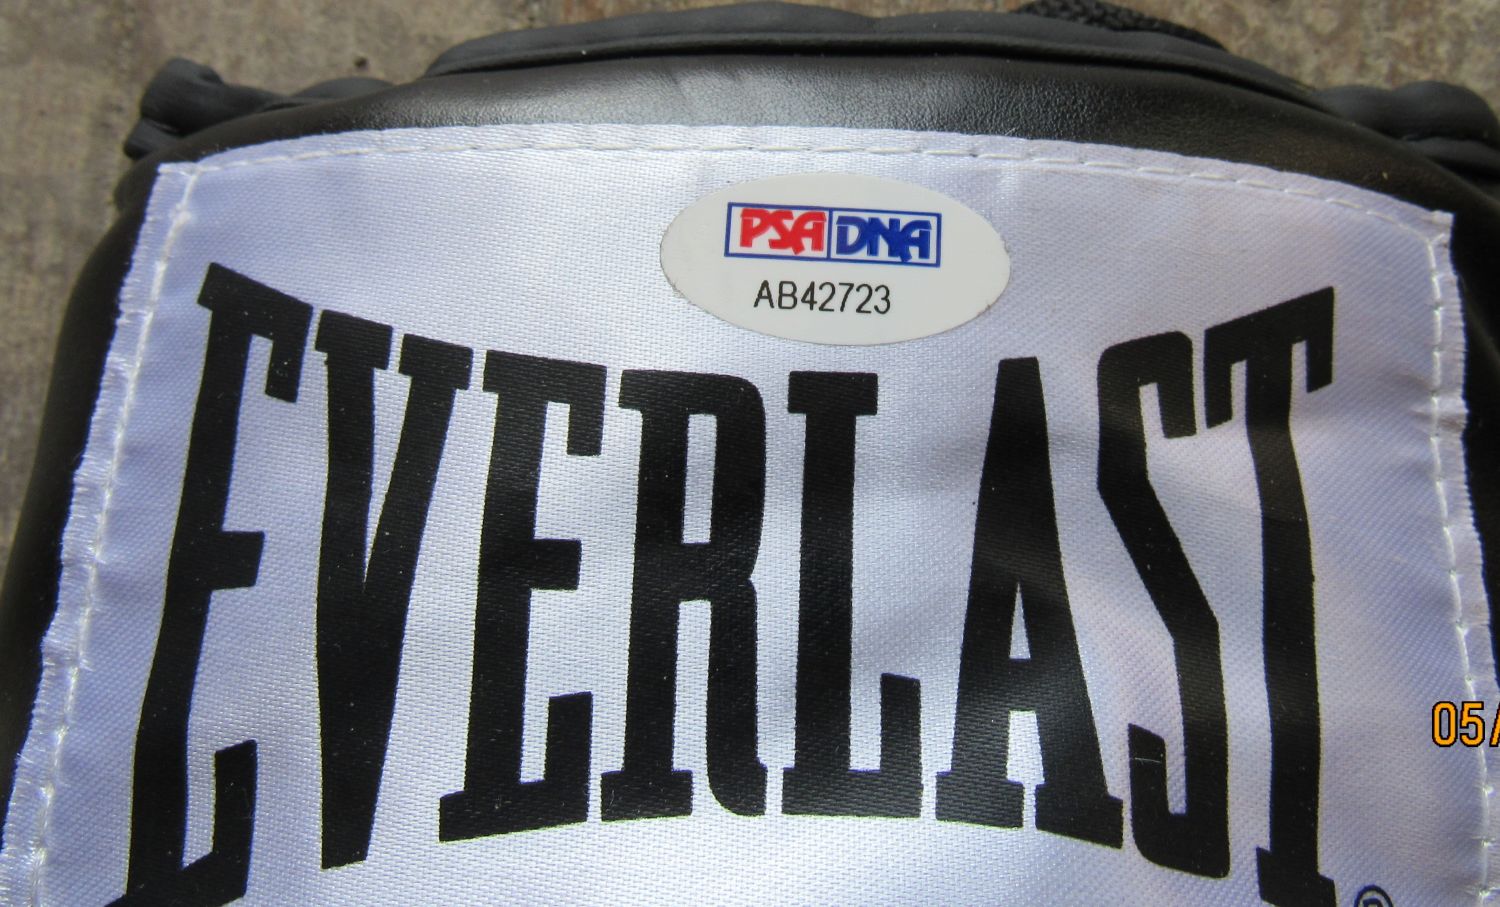 PSA DNA
AB42723
EVERLAST
®
05/